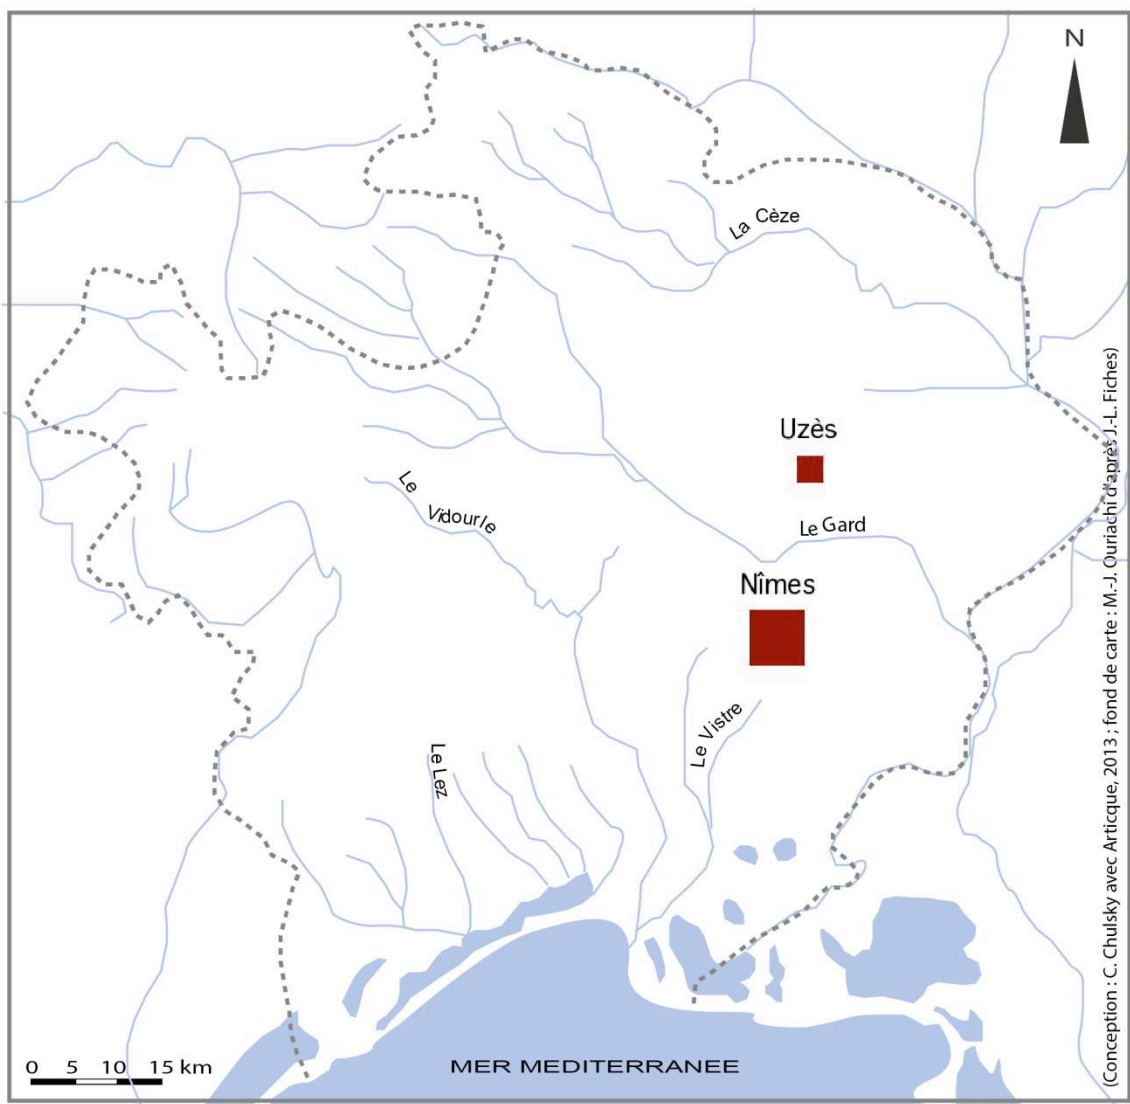 N
La Cèze
Uzès
Le Vidourle
Le Gard
Nîmes
Le Vistre
Le Lez
MER MEDITERRANEE
0 5 10 15 km
(Conception : C. Chulsky avec Articque, 2013 ; fond de carte : M.-J. Ouriachi d'après J.-L. Fiches)